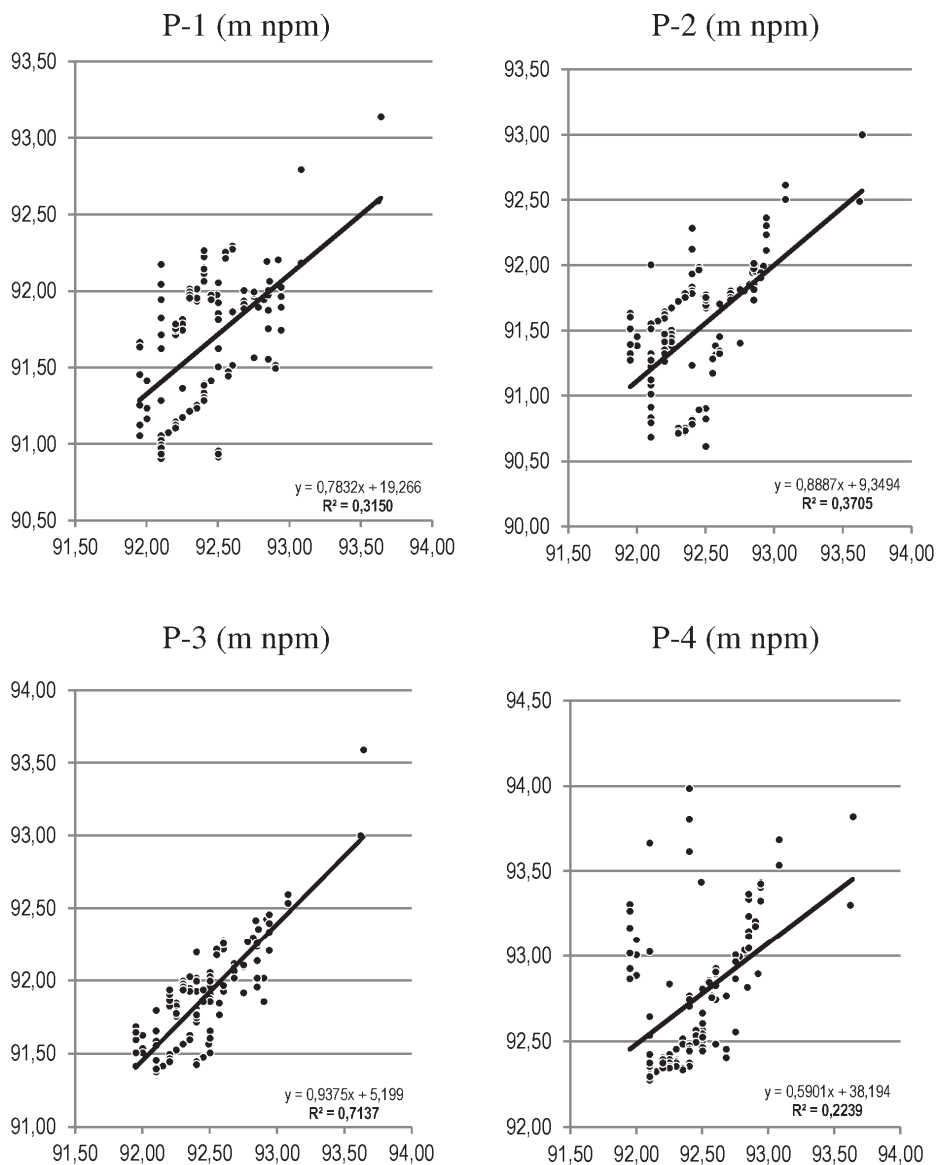 P-1 (m npm)
93,50
93,00
92,50
92,00
91,50
91,00
90,50
y = 0,7832x + 19,266
R² = 0,3150
91,50 92,00 92,50 93,00 93,50 94,00
P-2 (m npm)
93,50
93,00
92,50
92,00
91,50
91,00
90,50
90,00
y = 0,8887x + 9,3494
R² = 0,3705
91,50 92,00 92,50 93,00 93,50 94,00
P-3 (m npm)
94,00
93,50
93,00
92,50
92,00
91,50
91,00
y = 0,9375x + 5,199
R² = 0,7137
91,50 92,00 92,50 93,00 93,50 94,00
P-4 (m npm)
94,50
94,00
93,50
93,00
92,50
92,00
y = 0,5901x + 38,194
R² = 0,2239
91,50 92,00 92,50 93,00 93,50 94,00